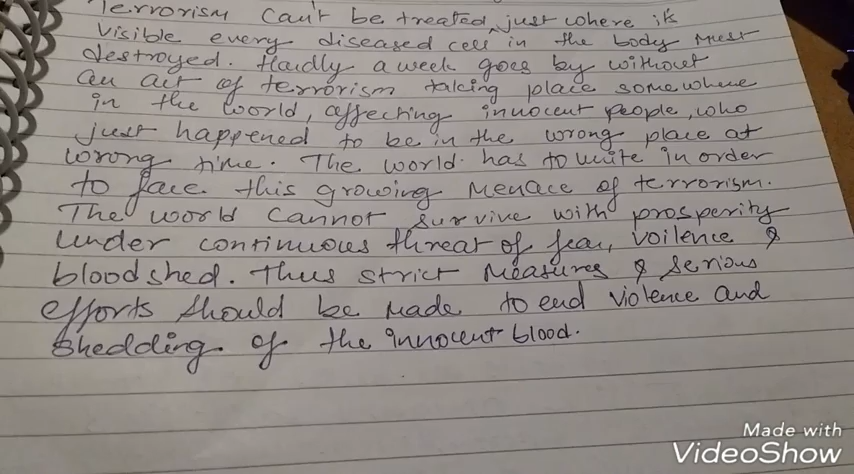 Terrorism can't be treated just where its
visible every diseased cell in the body must
destroyed. Hardly a week goes by without
an act of terrorism taking place somewhere
in the world, affecting innocent people, who
just happened to be in the wrong place at
wrong time. The world has to unite in order
to face this growing menace of terrorism.
The world cannot survive with prosperity
under continuous threat of fear, voilence &
bloodshed. Thus strict measures & serious
efforts should be made to end violence and
shedding of the innocent blood.
Made with
VideoShow